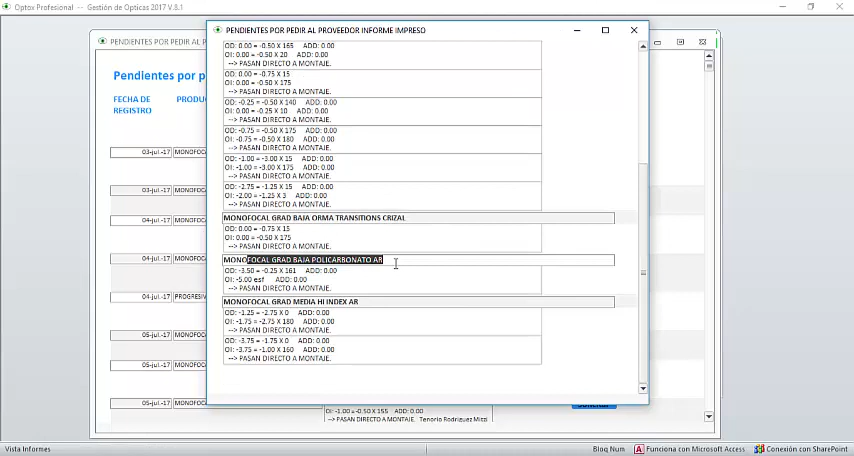 Optox Profesional -- Gestión de Opticas 2017 V.8.1
PENDIENTES POR PEDIR AL P
PENDIENTES POR PEDIR AL PROVEEDOR INFORME IMPRESO
Pendientes por p
FECHA DE REGISTRO
PRODU
03-jul.-17 MONOFOCA
03-jul.-17 MONOFOCA
04-jul.-17 MONOFOCA
04-jul.-17 MONOFOCA
04-jul.-17 PROGRESIV
05-jul.-17 MONOFOCA
05-jul.-17 MONOFOCA
05-jul.-17 MONOFOCA
OD: 0.00 = -0.50 X 165 ADD: 0.00
OI: 0.00 = -0.50 X 20 ADD: 0.00
--> PASAN DIRECTO A MONTAJE.
OD: 0.00 = -0.75 X 15
OI: 0.00 = -0.50 X 175
--> PASAN DIRECTO A MONTAJE.
OD: -0.25 = -0.50 X 140 ADD: 0.00
OI: 0.00 = -0.25 X 10 ADD: 0.00
--> PASAN DIRECTO A MONTAJE.
OD: -0.75 = -0.50 X 175 ADD: 0.00
OI: -0.75 = -0.50 X 180 ADD: 0.00
--> PASAN DIRECTO A MONTAJE.
OD: -1.00 = -3.00 X 15 ADD: 0.00
OI: -1.00 = -3.00 X 175 ADD: 0.00
--> PASAN DIRECTO A MONTAJE.
OD: -2.75 = -1.25 X 15 ADD: 0.00
OI: -2.00 = -1.25 X 3 ADD: 0.00
--> PASAN DIRECTO A MONTAJE.
MONOFOCAL GRAD BAJA ORMA TRANSITIONS CRIZAL
OD: 0.00 = -0.75 X 15
OI: 0.00 = -0.50 X 175
--> PASAN DIRECTO A MONTAJE.
MONOFOCAL GRAD BAJA POLICARBONATO AR
OD: -3.50 = -0.25 X 161 ADD: 0.00
OI: -5.00 esf ADD: 0.00
--> PASAN DIRECTO A MONTAJE.
MONOFOCAL GRAD MEDIA HI INDEX AR
OD: -1.25 = -2.75 X 0 ADD: 0.00
OI: -1.75 = -2.75 X 180 ADD: 0.00
--> PASAN DIRECTO A MONTAJE.
OD: -3.75 = -1.75 X 0 ADD: 0.00
OI: -3.75 = -1.00 X 160 ADD: 0.00
--> PASAN DIRECTO A MONTAJE.
OI: -1.00 = -0.50 X 155 ADD: 0.00
--> PASAN DIRECTO A MONTAJE. Tenorio Rodriguez Mitzi
Vista Informes
Bloq Num
Funciona con Microsoft Access
Conexión con SharePoint